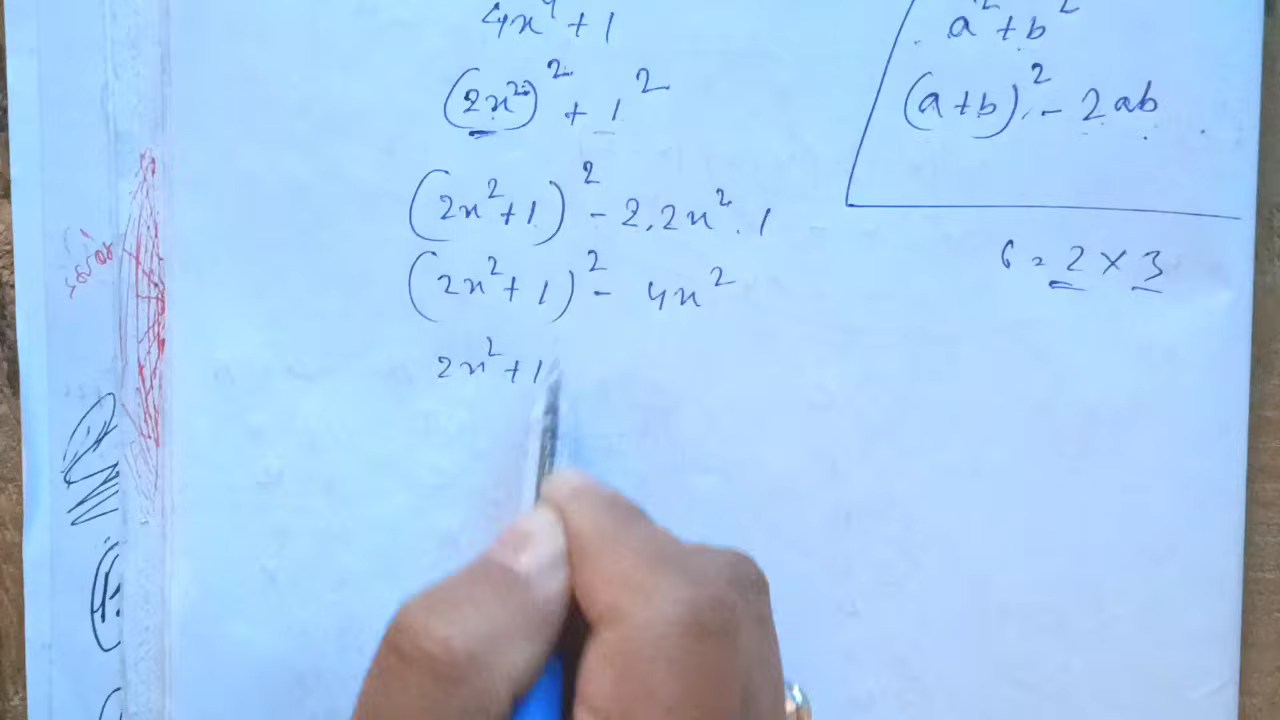 4x⁴ + 1
(2x²)² + 1²
(2x²+1)² - 2.2x².1
(2x²+1)² - 4x²
2x²+1
a² + b²
(a+b)² - 2ab
6 = 2 × 3